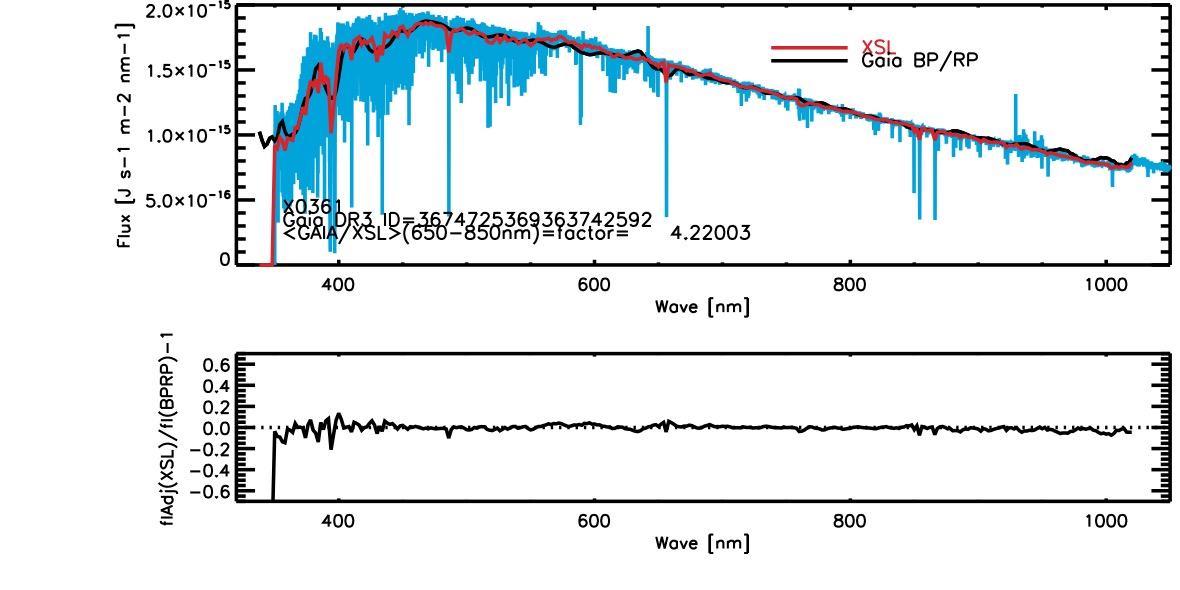 2.0×10⁻¹⁵
1.5×10⁻¹⁵
1.0×10⁻¹⁵
5.0×10⁻¹⁶
0
Flux [J s−1 m−2 nm−1]
XSL
Gaia BP/RP
X0361
Gaia DR3 ID=3674725369363742592
<GAIA/XSL>(650−850nm)=factor= 4.22003
400 600 800 1000
Wave [nm]
0.6
0.4
0.2
0.0
−0.2
−0.4
−0.6
flAdj(XSL)/fl(BPRP)−1
400 600 800 1000
Wave [nm]